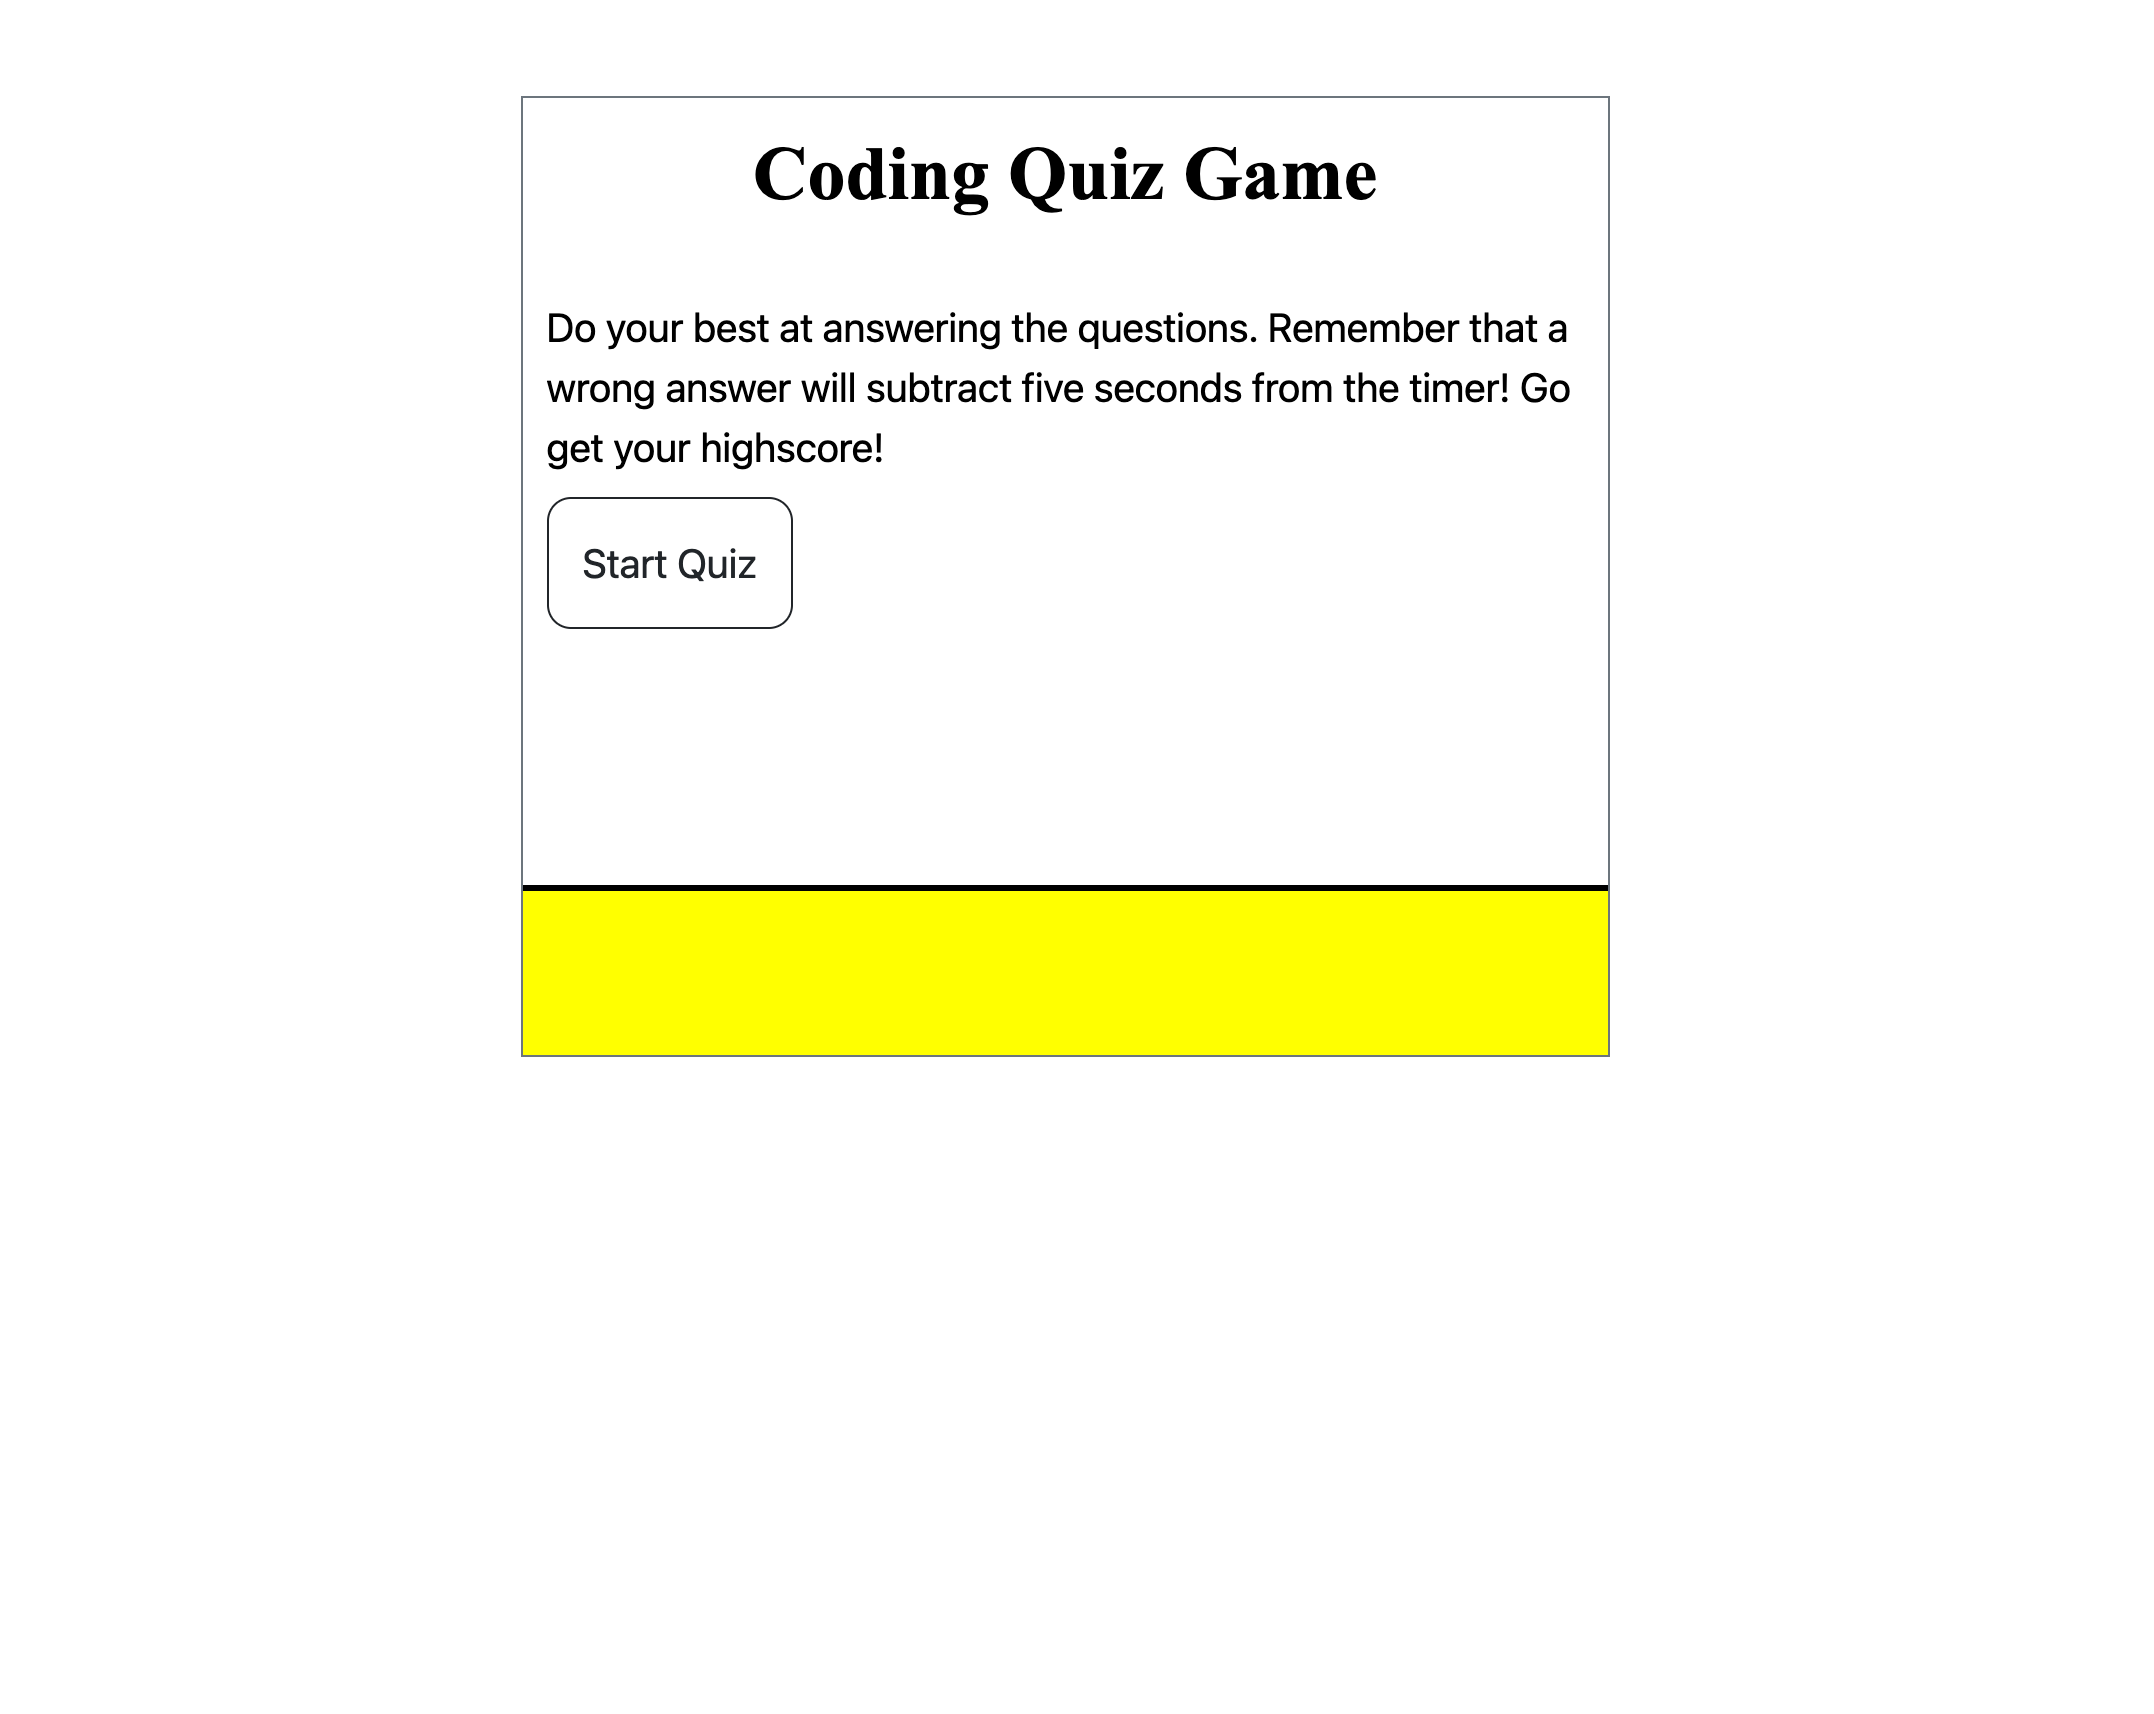 Coding Quiz Game
Do your best at answering the questions. Remember that a
wrong answer will subtract five seconds from the timer! Go
get your highscore!
Start Quiz